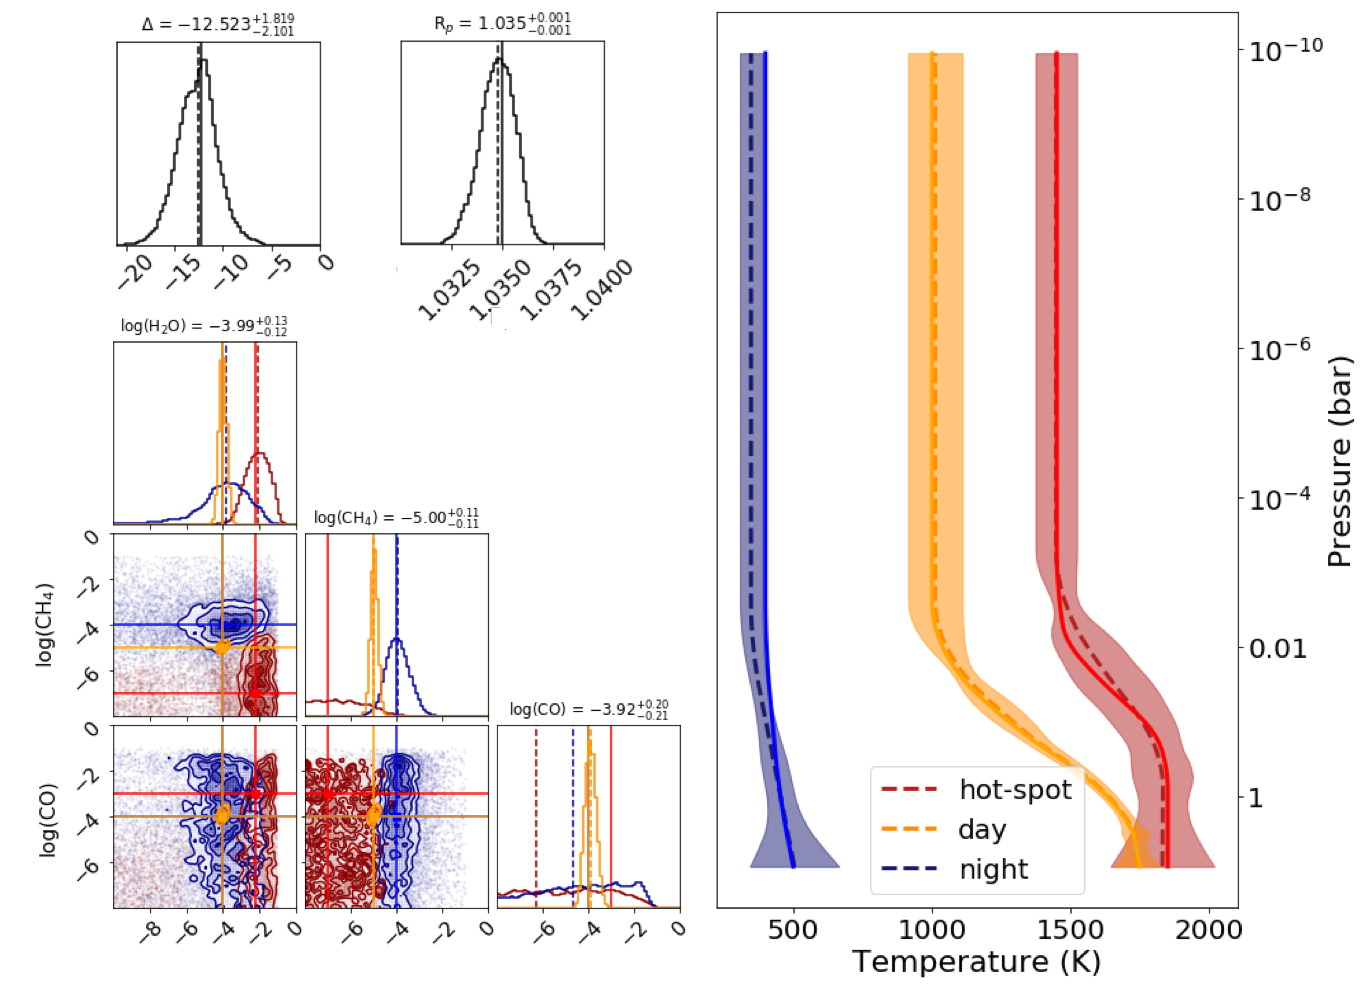 Δ = −12.523 +1.819 −2.101
R_p = 1.035 +0.001 −0.001
−20 −15 −10 −5 0
1.0325 1.0350 1.0375 1.0400
log(H₂O) = −3.99 +0.13 −0.12
log(CH₄) = −5.00 +0.11 −0.11
log(CH₄)
0
−2
−4
−6
log(CO) = −3.92 +0.20 −0.21
log(CO)
0
−2
−4
−6
−8 −6 −4 −2 0
−6 −4 −2 0
−6 −4 −2 0
10⁻¹⁰
10⁻⁸
10⁻⁶
10⁻⁴
0.01
1
Pressure (bar)
hot-spot
day
night
500 1000 1500 2000
Temperature (K)